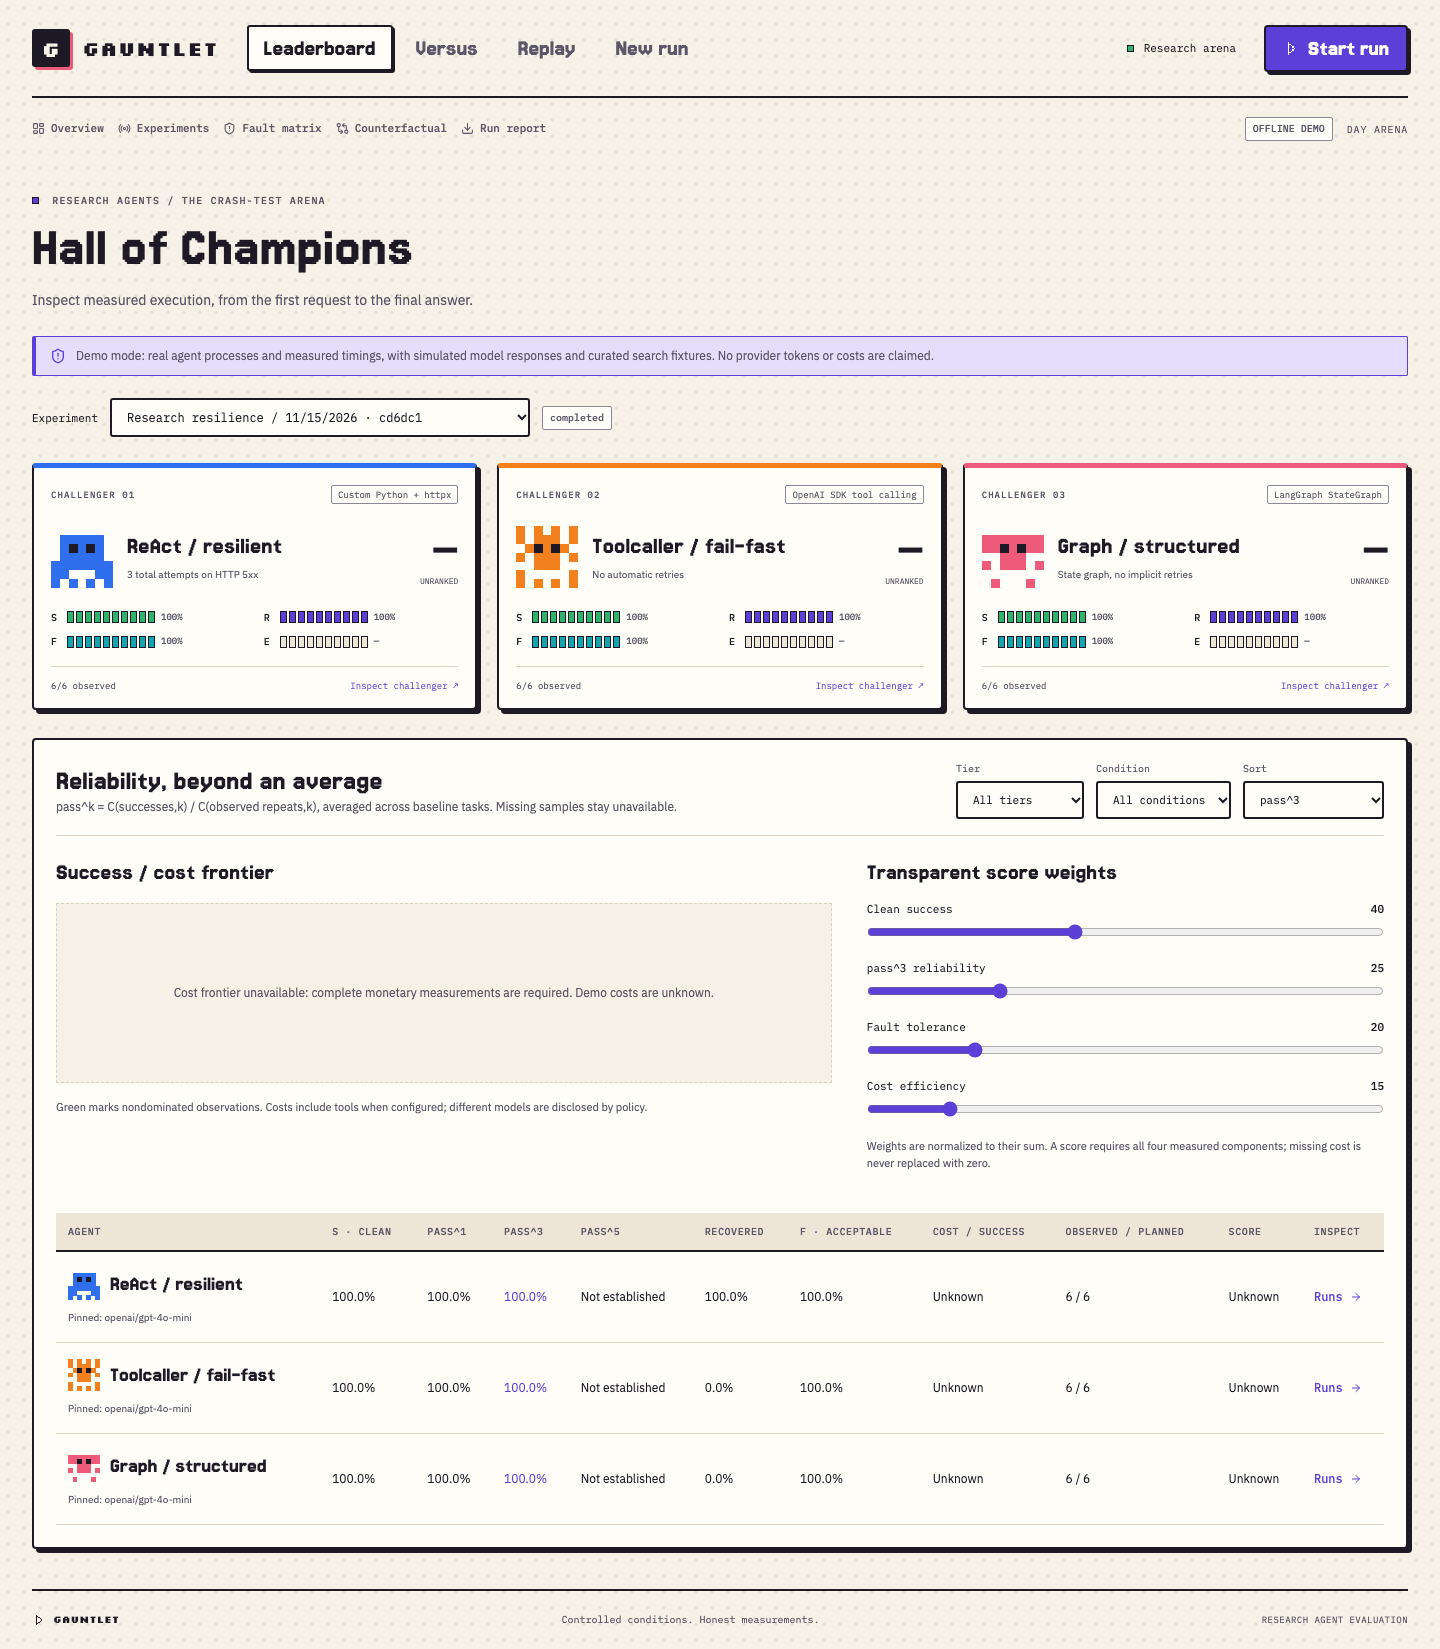 G GAUNTLET Leaderboard Versus Replay New run Research arena Start run
Overview Experiments Fault matrix Counterfactual Run report OFFLINE DEMO DAY ARENA
RESEARCH AGENTS / THE CRASH-TEST ARENA
Hall of Champions
Inspect measured execution, from the first request to the final answer.
Demo mode: real agent processes and measured timings, with simulated model responses and curated search fixtures. No provider tokens or costs are claimed.
Experiment Research resilience / 11/15/2026 · cd6dc1 completed
CHALLENGER 01 Custom Python + httpx
ReAct / resilient —
3 total attempts on HTTP 5xx UNRANKED
S 100% R 100%
F 100% E —
6/6 observed Inspect challenger ↗
CHALLENGER 02 OpenAI SDK tool calling
Toolcaller / fail-fast —
No automatic retries UNRANKED
S 100% R 100%
F 100% E —
6/6 observed Inspect challenger ↗
CHALLENGER 03 LangGraph StateGraph
Graph / structured —
State graph, no implicit retries UNRANKED
S 100% R 100%
F 100% E —
6/6 observed Inspect challenger ↗
Reliability, beyond an average
pass^k = C(successes,k) / C(observed repeats,k), averaged across baseline tasks. Missing samples stay unavailable.
Tier Condition Sort
All tiers All conditions pass^3
Success / cost frontier
Cost frontier unavailable: complete monetary measurements are required. Demo costs are unknown.
Green marks nondominated observations. Costs include tools when configured; different models are disclosed by policy.
Transparent score weights
Clean success 40
pass^3 reliability 25
Fault tolerance 20
Cost efficiency 15
Weights are normalized to their sum. A score requires all four measured components; missing cost is
never replaced with zero.
AGENT S · CLEAN PASS^1 PASS^3 PASS^5 RECOVERED F · ACCEPTABLE COST / SUCCESS OBSERVED / PLANNED SCORE INSPECT
ReAct / resilient 100.0% 100.0% 100.0% Not established 100.0% 100.0% Unknown 6 / 6 Unknown Runs →
Pinned: openai/gpt-4o-mini
Toolcaller / fail-fast 100.0% 100.0% 100.0% Not established 0.0% 100.0% Unknown 6 / 6 Unknown Runs →
Pinned: openai/gpt-4o-mini
Graph / structured 100.0% 100.0% 100.0% Not established 0.0% 100.0% Unknown 6 / 6 Unknown Runs →
Pinned: openai/gpt-4o-mini
GAUNTLET Controlled conditions. Honest measurements. RESEARCH AGENT EVALUATION